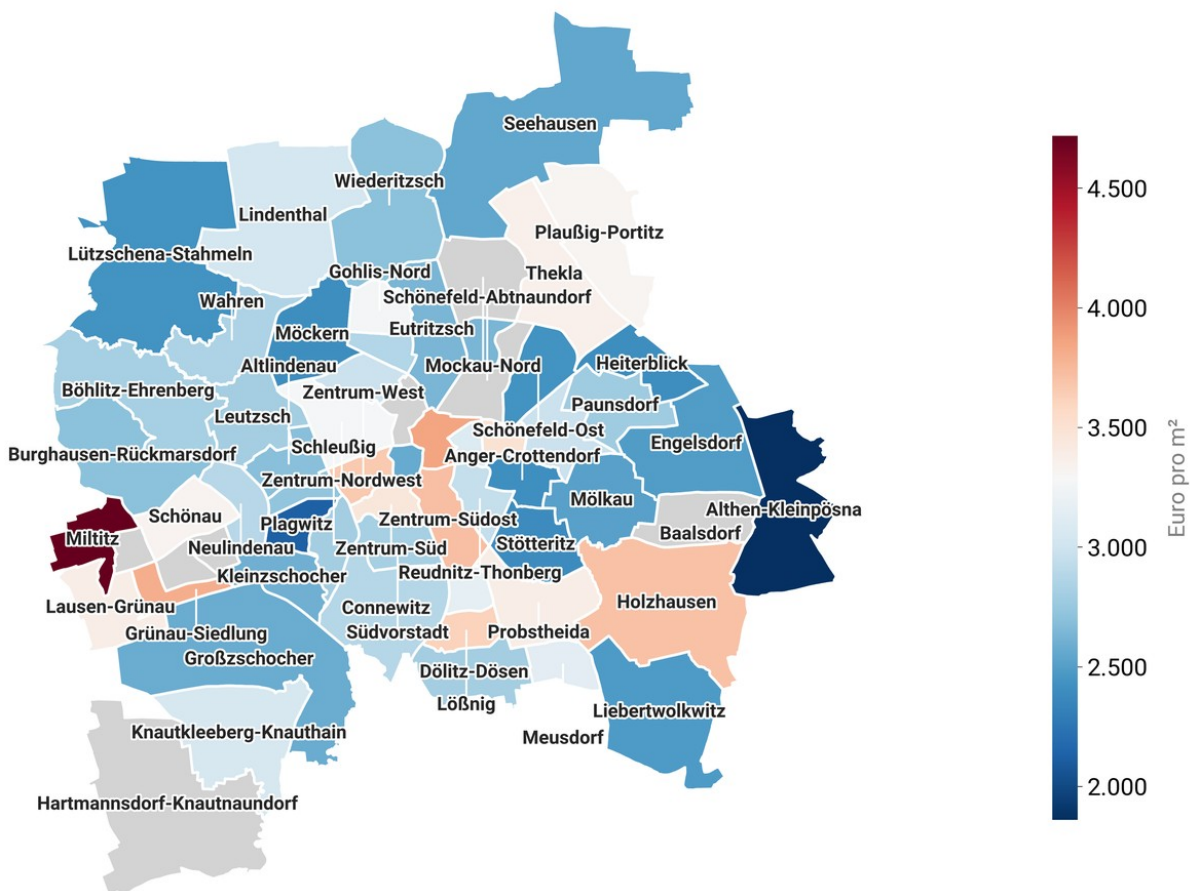 Seehausen
Wiederitzsch
Lindenthal
Plaußig-Portitz
Lützschena-Stahmeln
Gohlis-Nord
Thekla
Schönefeld-Abtnaundorf
Wahren
Eutritzsch
Möckern
Heiterblick
Altlindenau
Mockau-Nord
Böhlitz-Ehrenberg
Zentrum-West
Paunsdorf
Leutzsch
Schönefeld-Ost
Engelsdorf
Schleußig
Burghausen-Rückmarsdorf
Anger-Crottendorf
Zentrum-Nordwest
Mölkau
Althen-Kleinpösna
Schönau
Plagwitz
Zentrum-Südost
Baalsdorf
Miltitz
Neulindenau
Zentrum-Süd
Stötteritz
Kleinzschocher
Reudnitz-Thonberg
Lausen-Grünau
Connewitz
Holzhausen
Grünau-Siedlung
Südvorstadt
Probstheida
Großzschocher
Dölitz-Dösen
Lößnig
Liebertwolkwitz
Knautkleeberg-Knauthain
Meusdorf
Hartmannsdorf-Knautnaundorf
4.500
4.000
3.500
3.000
2.500
2.000
Euro pro m²